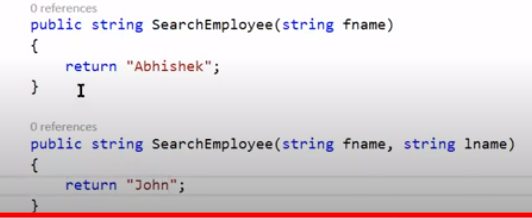 0 references
public string SearchEmployee(string fname)
{
return "Abhishek";
}
0 references
public string SearchEmployee(string fname, string lname)
{
return "John";
}